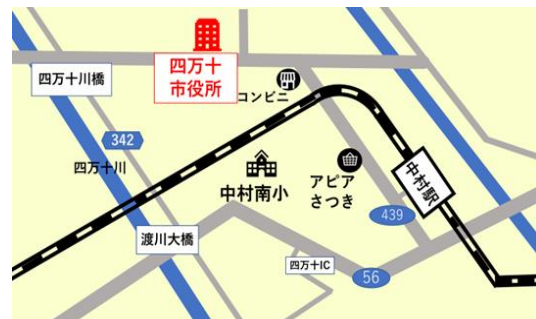 四万十
市役所
四万十川橋
コンビニ
342
四万十川
中村南小
アピア
さつき
中村駅
439
渡川大橋
四万十IC
56